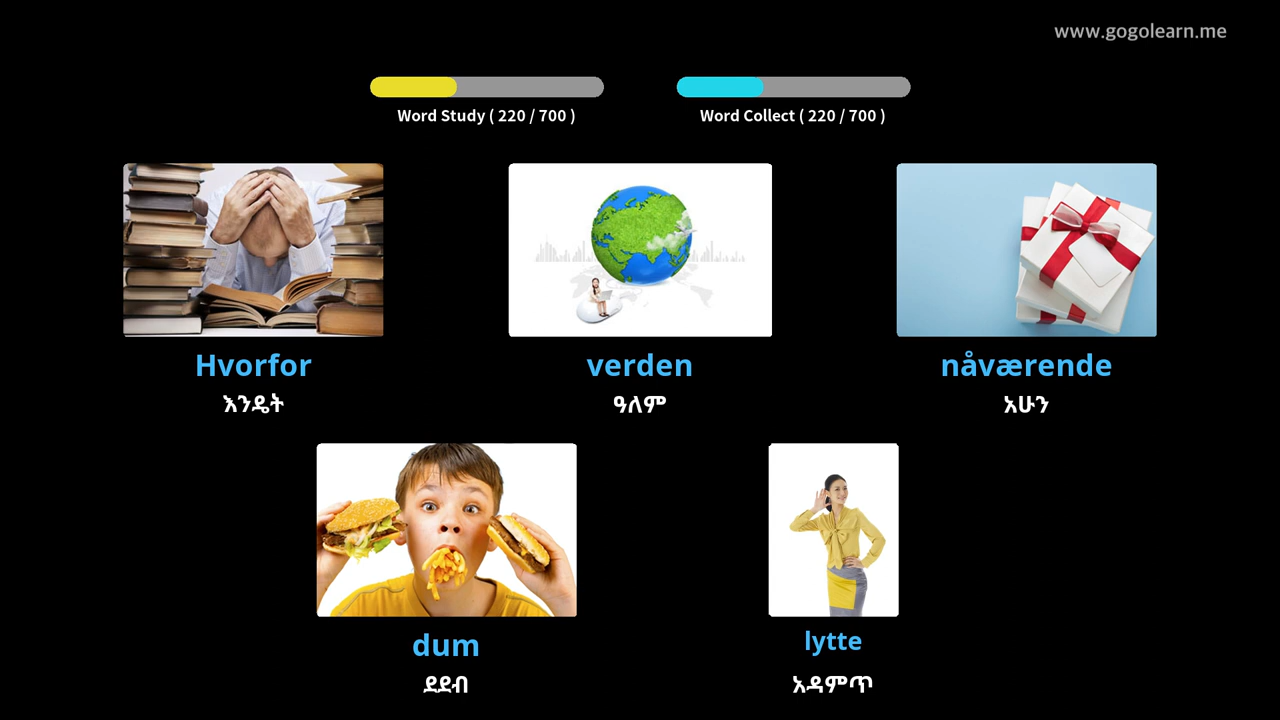 www.gogolearn.me
Word Study ( 220 / 700 )
Word Collect ( 220 / 700 )
Hvorfor
እንዴት
verden
ዓለም
nåværende
አሁን
dum
ደደብ
lytte
አዳምጥ